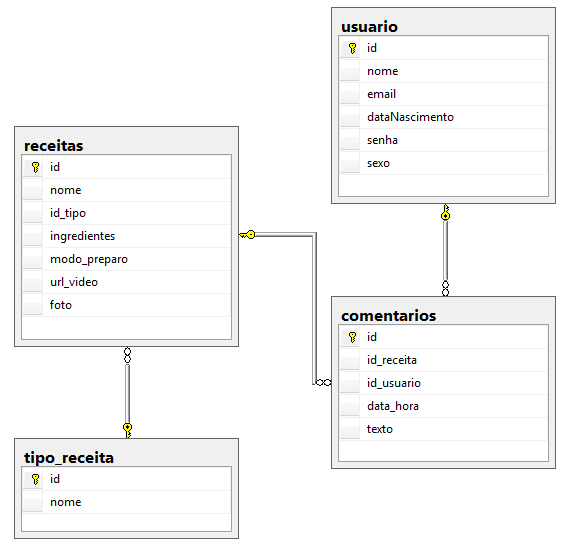 usuario
id
nome
email
dataNascimento
senha
sexo
receitas
id
nome
id_tipo
ingredientes
modo_preparo
url_video
foto
comentarios
id
id_receita
id_usuario
data_hora
texto
tipo_receita
id
nome